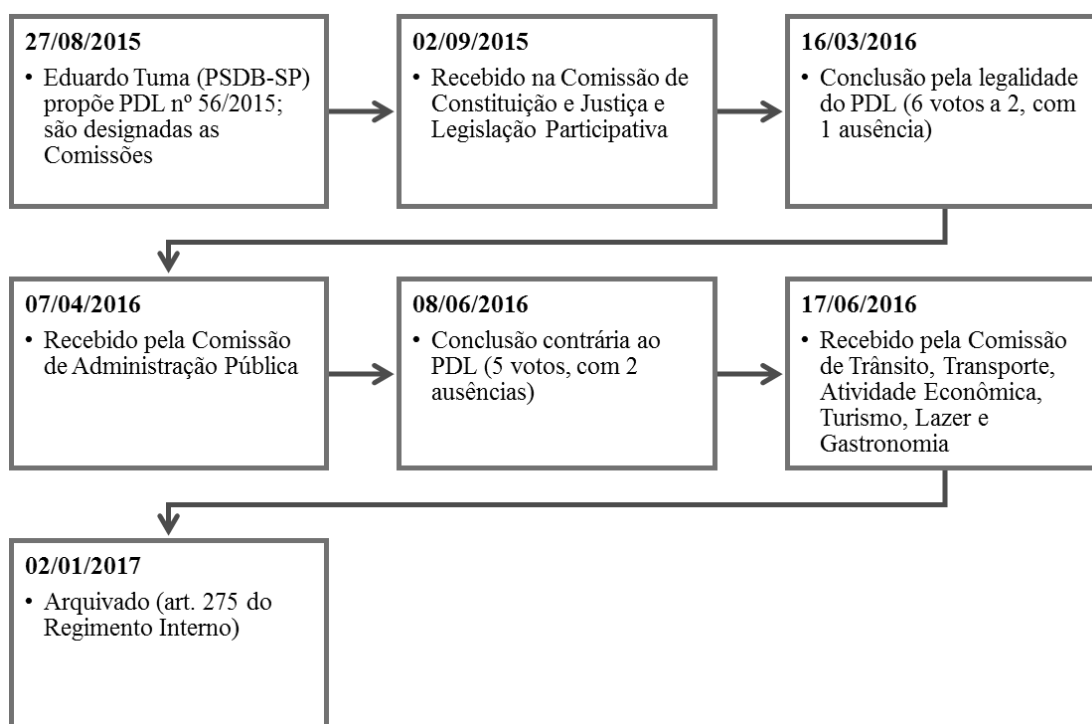 27/08/2015
• Eduardo Tuma (PSDB-SP)
propõe PDL nº 56/2015;
são designadas as
Comissões
02/09/2015
• Recebido na Comissão de
Constituição e Justiça e
Legislação Participativa
16/03/2016
• Conclusão pela legalidade
do PDL (6 votos a 2, com
1 ausência)
07/04/2016
• Recebido pela Comissão
de Administração Pública
08/06/2016
• Conclusão contrária ao
PDL (5 votos, com 2
ausências)
17/06/2016
• Recebido pela Comissão
de Trânsito, Transporte,
Atividade Econômica,
Turismo, Lazer e
Gastronomia
02/01/2017
• Arquivado (art. 275 do
Regimento Interno)